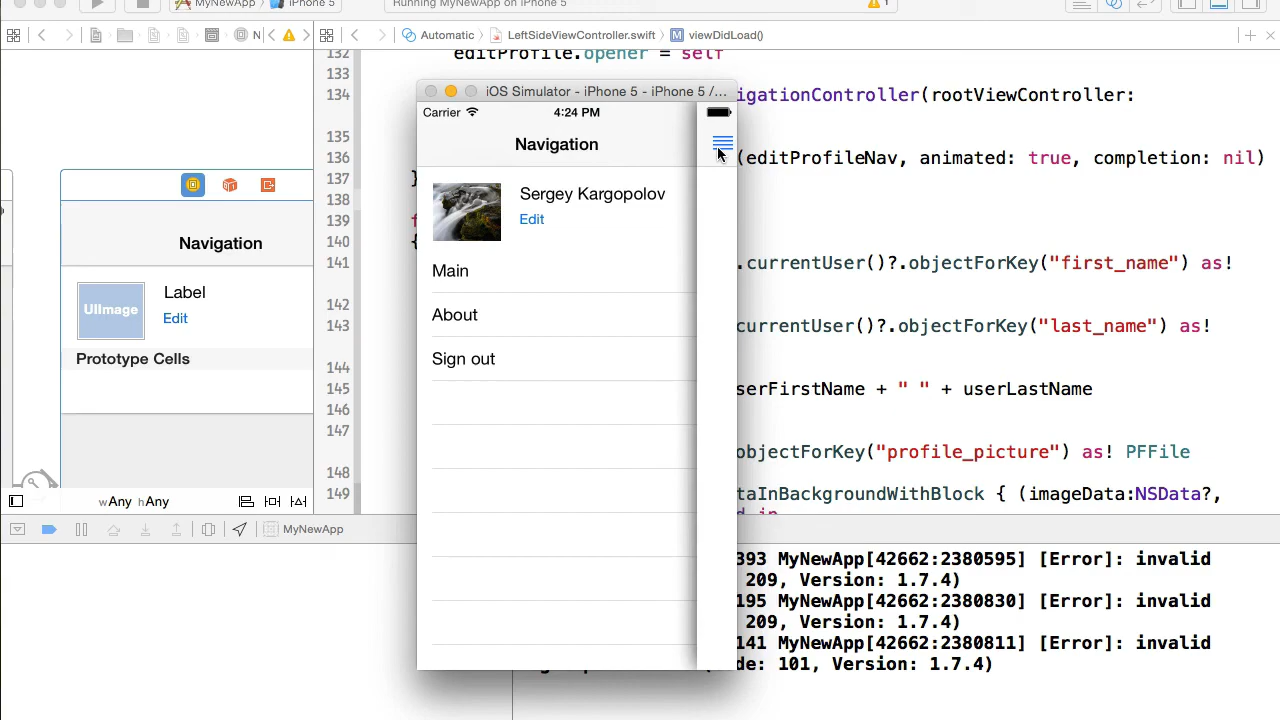 MyNewApp
iPhone 5
Running MyNewApp on iPhone 5
1
N
Automatic
LeftSideViewController.swift
M
viewDidLoad()
132
editProfile.opener = self
133
134
igationController(rootViewController:
135
136
(editProfileNav, animated: true, completion: nil)
137
}
138
139
140
{
141
.currentUser()?.objectForKey("first_name") as!
142
143
currentUser()?.objectForKey("last_name") as!
144
145
serFirstName + " " + userLastName
146
147
objectForKey("profile_picture") as! PFFile
148
149
taInBackgroundWithBlock { (imageData:NSData?,
iOS Simulator - iPhone 5 - iPhone 5 /...
Carrier
4:24 PM
Navigation
Sergey Kargopolov
Edit
Main
About
Sign out
Navigation
UIImage
Label
Edit
Prototype Cells
wAny hAny
MyNewApp
393 MyNewApp[42662:2380595] [Error]: invalid
209, Version: 1.7.4)
195 MyNewApp[42662:2380830] [Error]: invalid
209, Version: 1.7.4)
141 MyNewApp[42662:2380811] [Error]: invalid
de: 101, Version: 1.7.4)